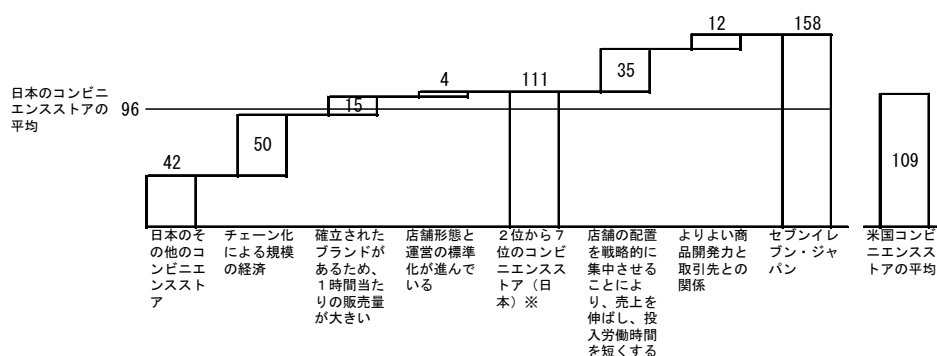 12
158
4
111
35
日本のコンビニ
エンスストアの
平均
96
15
42
50
109
日本のそ
の他のコ
ンビニエ
ンススト
ア
チェーン化
による規模
の経済
確立された
ブランドが
あるため、
1時間当た
りの販売量
が大きい
店舗形態と
運営の標準
化が進んで
いる
2位から7
位のコンビ
ニエンスス
トア(日
本)※
店舗の配置
を戦略的に
集中させる
ことによ
り、売上を
伸ばし、投
入労働時間
を短くする
よりよい商
品開発力と
取引先との
関係
セブンイレ
ブン・ジャ
パン
米国コンビ
ニエンスス
トアの平均